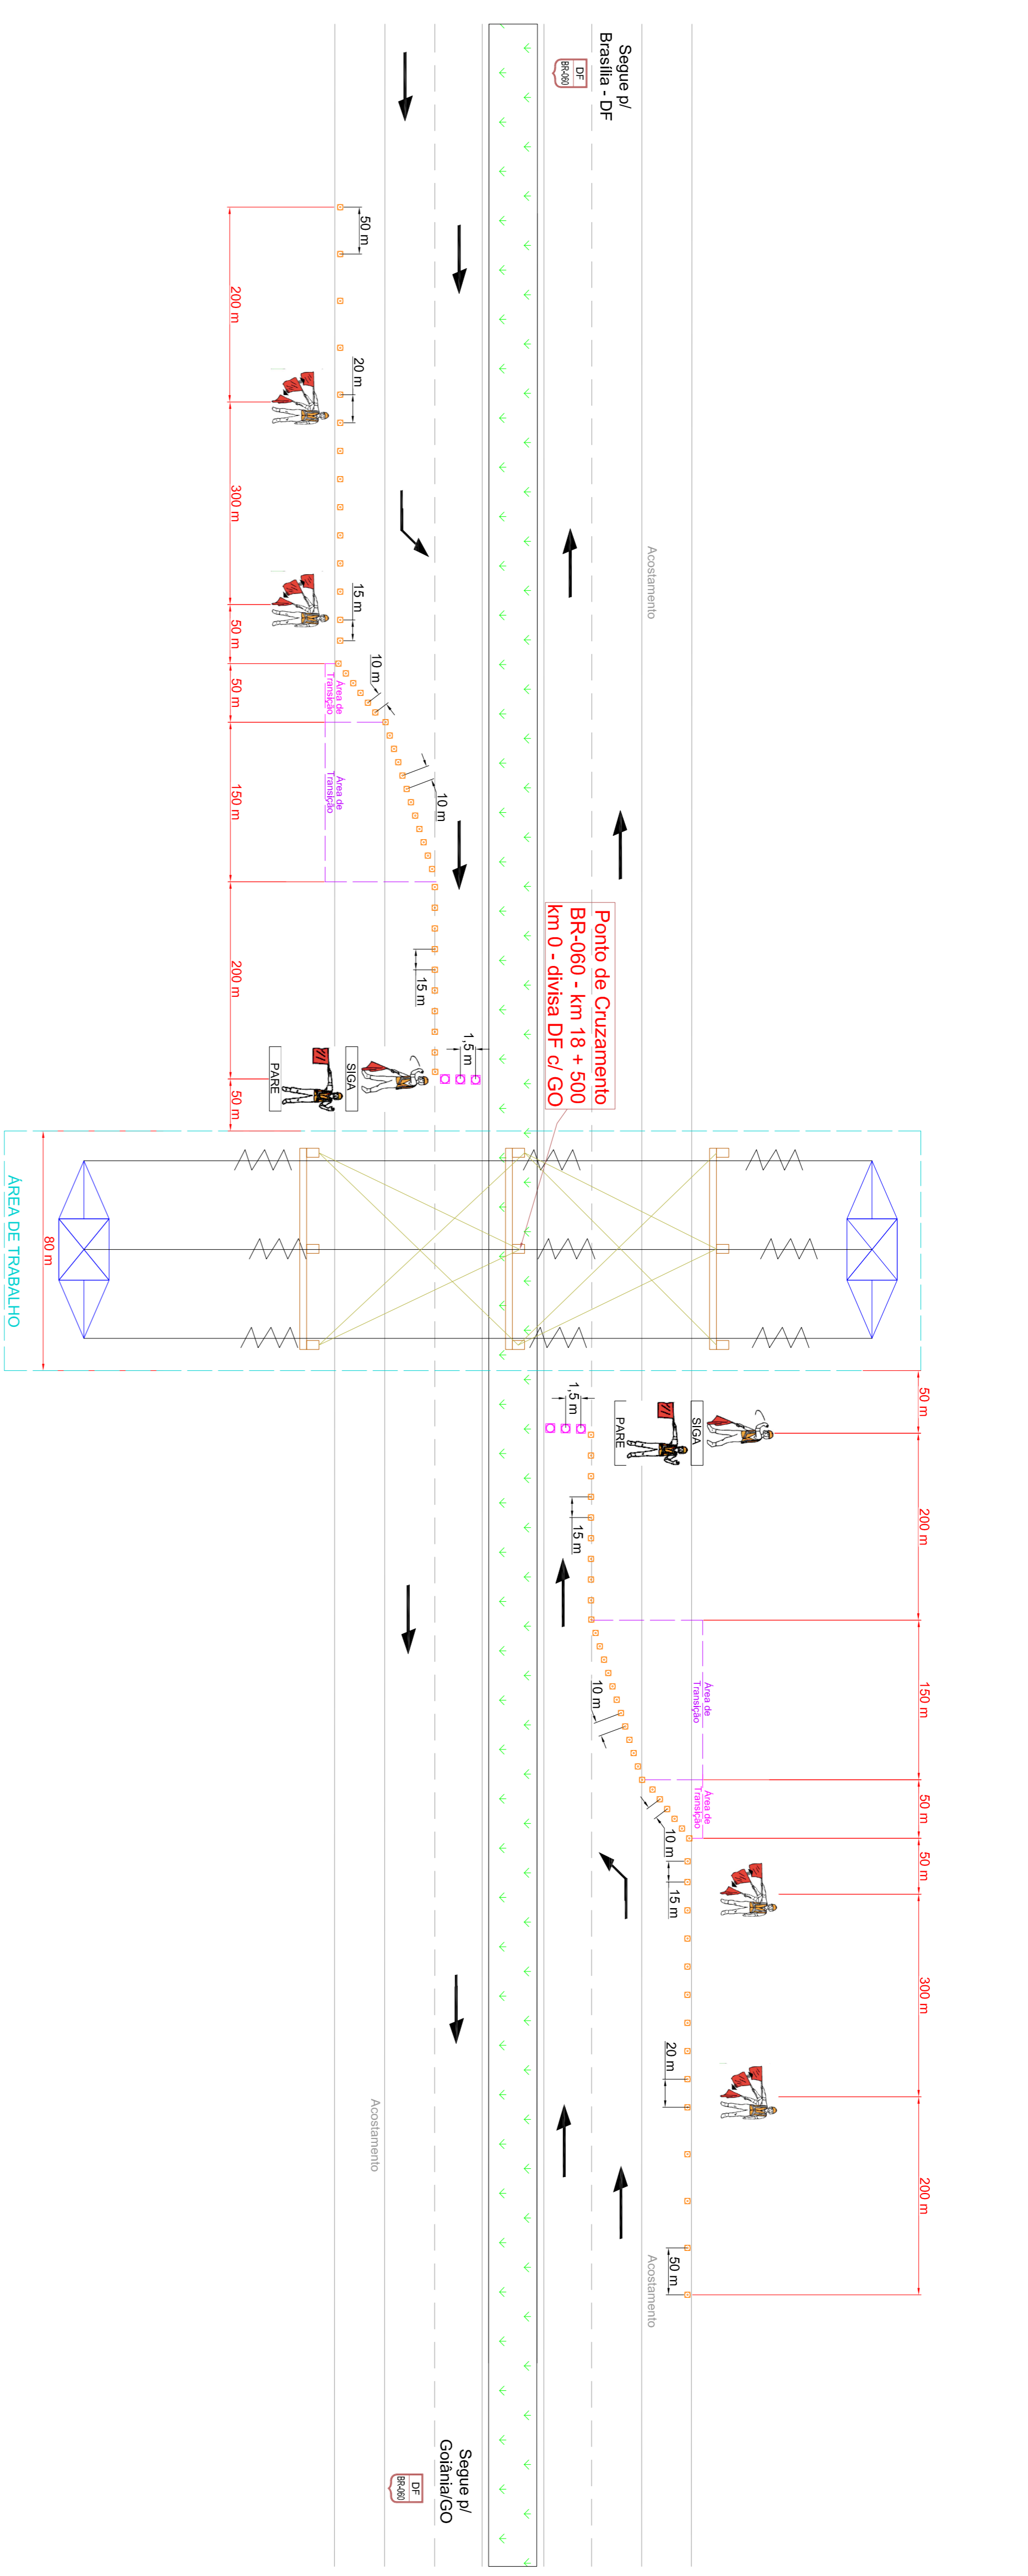 Segue p/
Brasília - DF
DF
BR-060
Acostamento
50 m
20 m
15 m
10 m
10 m
15 m
1,5 m
200 m
300 m
50 m
50 m
150 m
200 m
50 m
Área de
Transição
Área de
Transição
SIGA
PARE
Ponto de Cruzamento
BR-060 - km 18 + 500
km 0 - divisa DF c/ GO
80 m
ÁREA DE TRABALHO
50 m
200 m
150 m
50 m
50 m
300 m
200 m
SIGA
PARE
1,5 m
15 m
10 m
Área de
Transição
Área de
Transição
10 m
15 m
20 m
50 m
Acostamento
Acostamento
Segue p/
Goiânia/GO
DF
BR-060